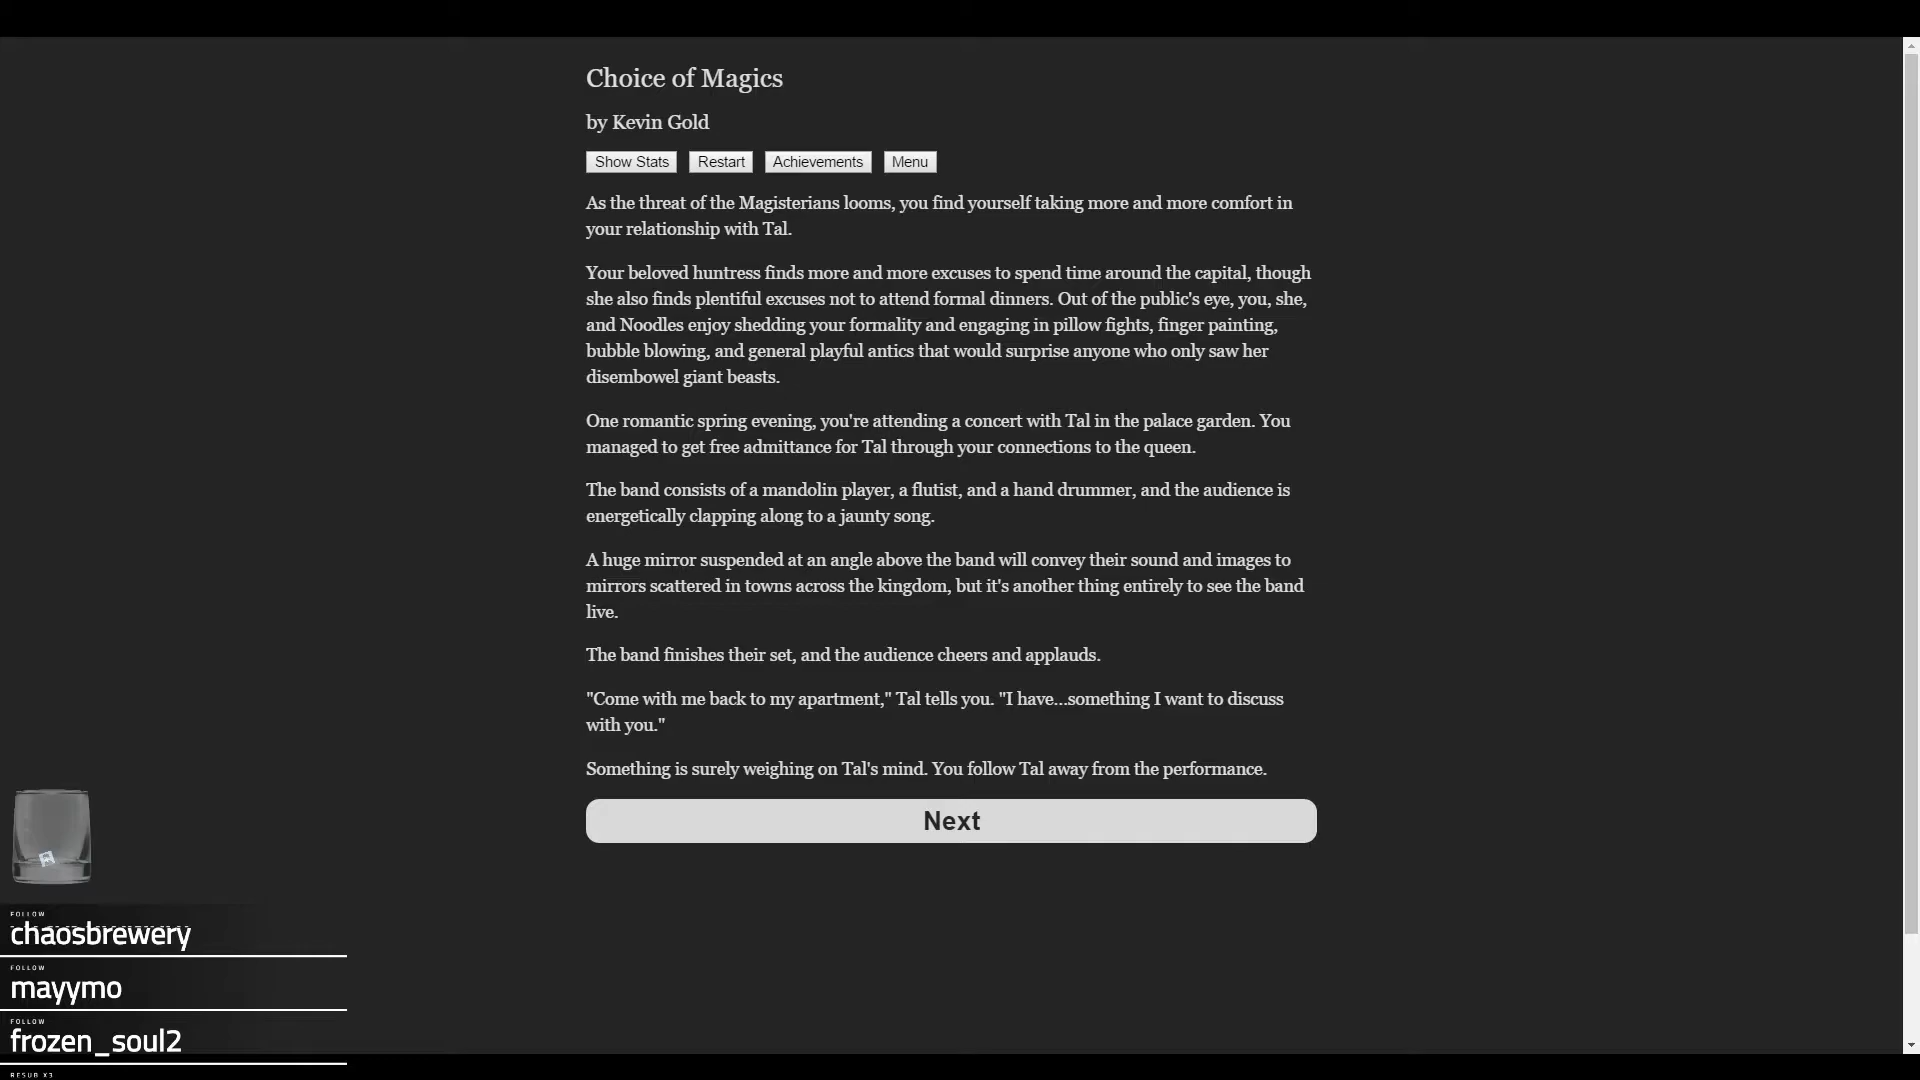 Choice of Magics
by Kevin Gold
Show Stats Restart Achievements Menu
As the threat of the Magisterians looms, you find yourself taking more and more comfort in
your relationship with Tal.
Your beloved huntress finds more and more excuses to spend time around the capital, though
she also finds plentiful excuses not to attend formal dinners. Out of the public's eye, you, she,
and Noodles enjoy shedding your formality and engaging in pillow fights, finger painting,
bubble blowing, and general playful antics that would surprise anyone who only saw her
disembowel giant beasts.
One romantic spring evening, you're attending a concert with Tal in the palace garden. You
managed to get free admittance for Tal through your connections to the queen.
The band consists of a mandolin player, a flutist, and a hand drummer, and the audience is
energetically clapping along to a jaunty song.
A huge mirror suspended at an angle above the band will convey their sound and images to
mirrors scattered in towns across the kingdom, but it's another thing entirely to see the band
live.
The band finishes their set, and the audience cheers and applauds.
"Come with me back to my apartment," Tal tells you. "I have...something I want to discuss
with you."
Something is surely weighing on Tal's mind. You follow Tal away from the performance.
Next
FOLLOW
chaosbrewery
FOLLOW
mayymo
FOLLOW
frozen_soul2
RESUB X3